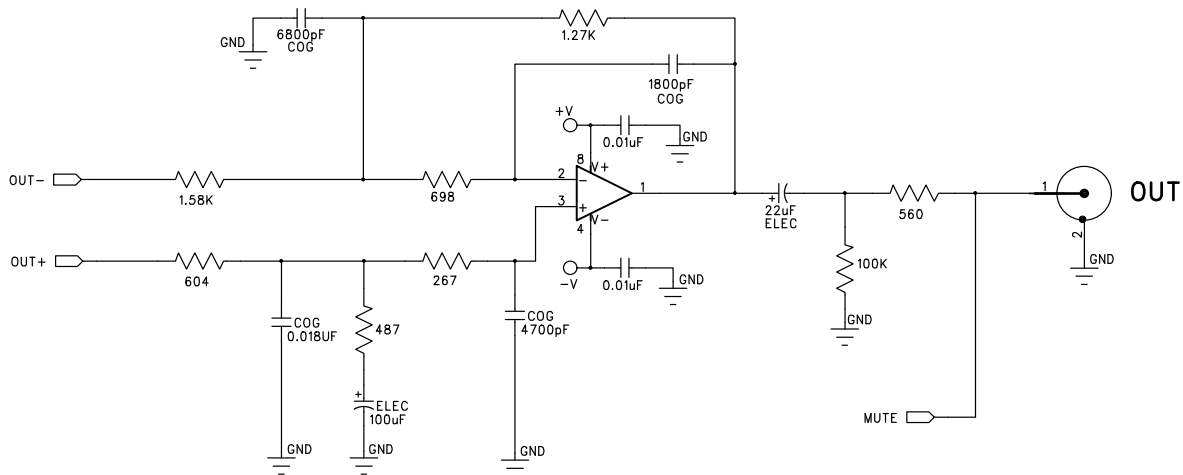 6800pF
COG
GND
1.27K
1800pF
COG
+V
0.01uF
GND
8
V+
OUT-
1.58K
698
2
-
3
+
1
V-
4
22uF
ELEC
+
560
1
OUT
2
GND
OUT+
604
267
-V
0.01uF
GND
100K
GND
COG
0.018UF
487
COG
4700pF
+
ELEC
100uF
MUTE
GND
GND
GND